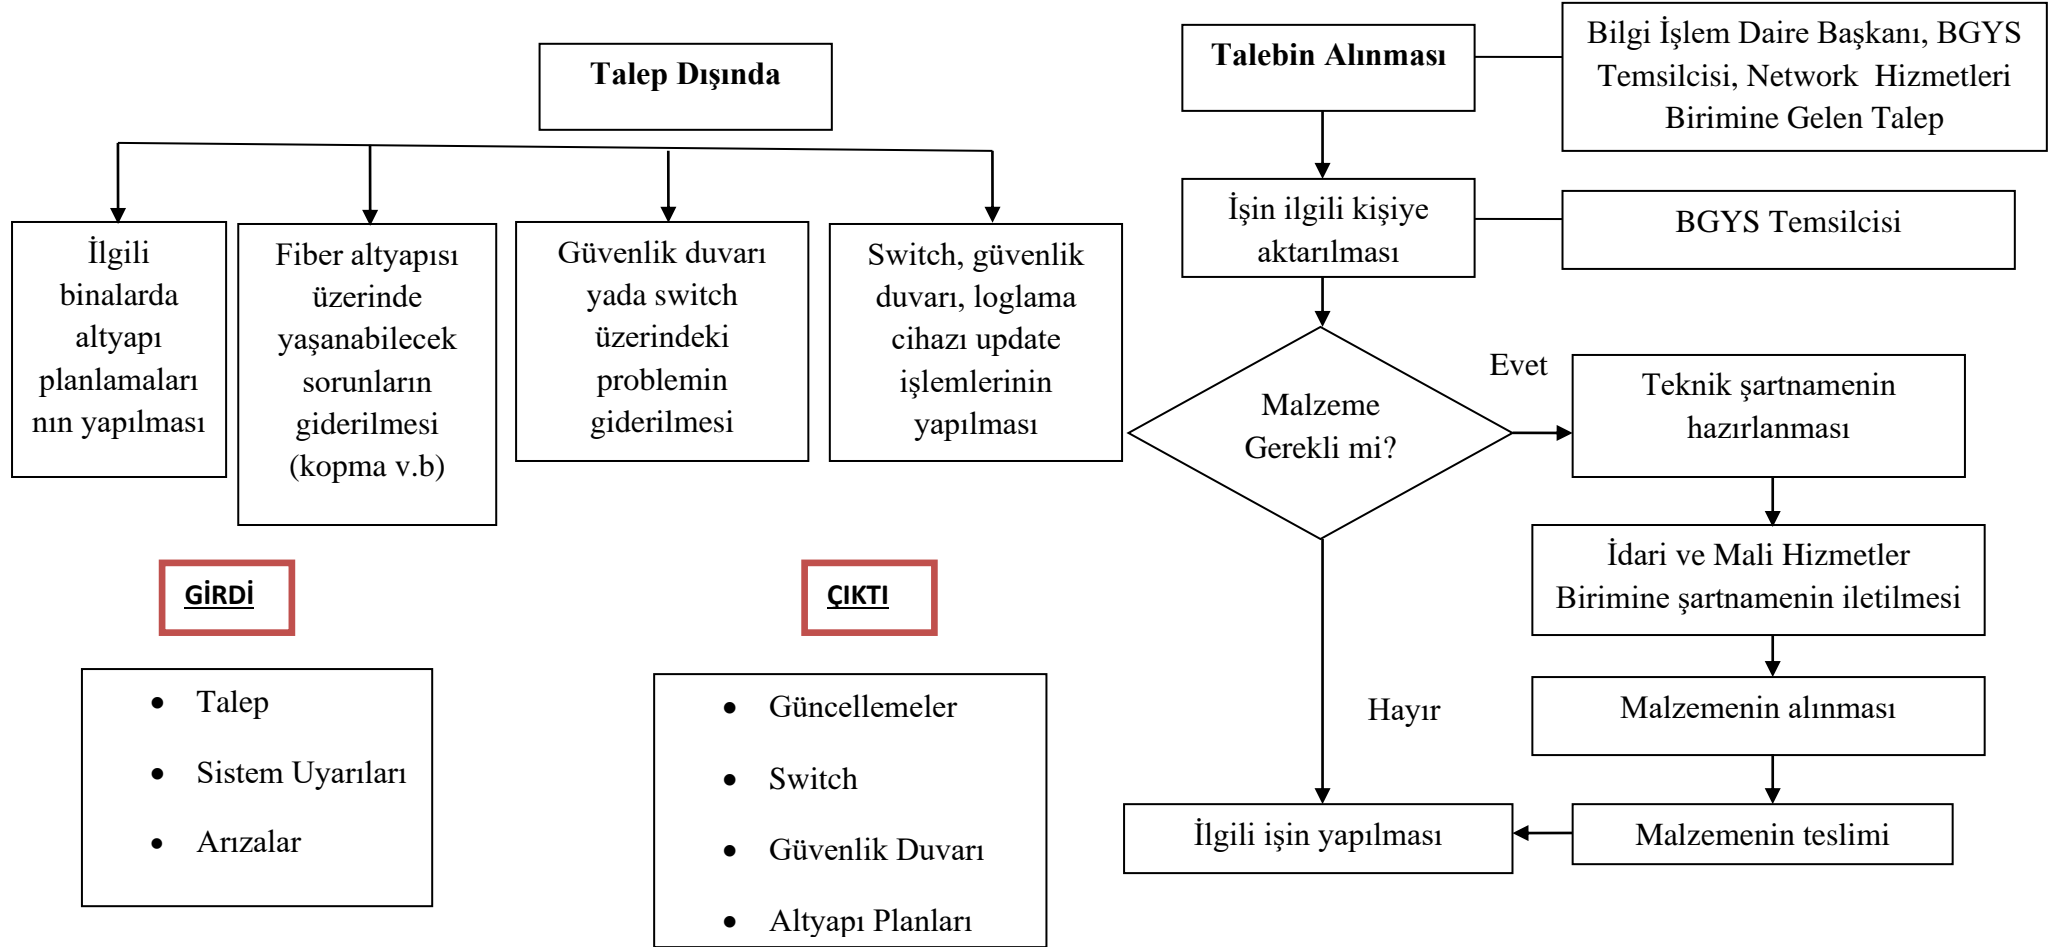 Talep Dışında
İlgili
binalarda
altyapı
planlamaları
nın yapılması
Fiber altyapısı
üzerinde
yaşanabilecek
sorunların
giderilmesi
(kopma v.b)
Güvenlik duvarı
yada switch
üzerindeki
problemin
giderilmesi
Switch, güvenlik
duvarı, loglama
cihazı update
işlemlerinin
yapılması
GİRDİ
Talep
Sistem Uyarıları
Arızalar
ÇIKTI
Güncellemeler
Switch
Güvenlik Duvarı
Altyapı Planları
Talebin Alınması
Bilgi İşlem Daire Başkanı, BGYS
Temsilcisi, Network Hizmetleri
Birimine Gelen Talep
İşin ilgili kişiye
aktarılması
BGYS Temsilcisi
Malzeme
Gerekli mi?
Evet
Teknik şartnamenin
hazırlanması
İdari ve Mali Hizmetler
Birimine şartnamenin iletilmesi
Malzemenin alınması
Hayır
Malzemenin teslimi
İlgili işin yapılması